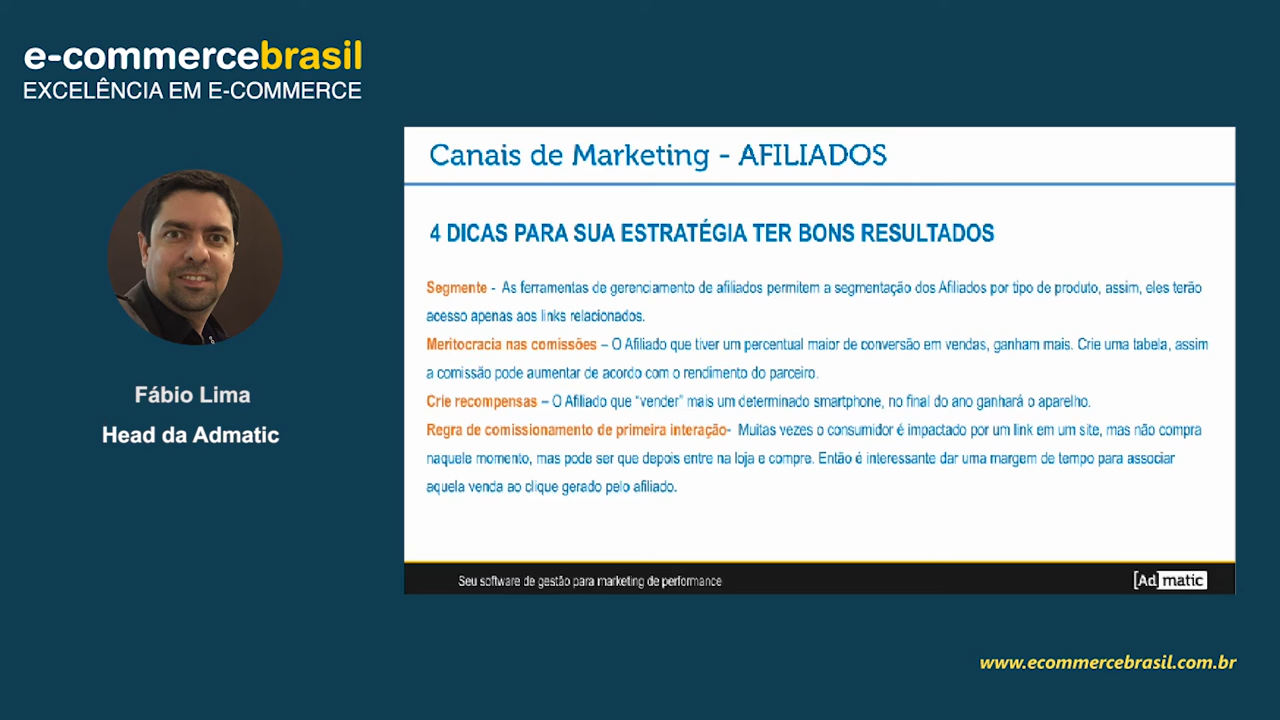 e-commercebrasil
EXCELÊNCIA EM E-COMMERCE
Canais de Marketing - AFILIADOS
4 DICAS PARA SUA ESTRATÉGIA TER BONS RESULTADOS
Segmente - As ferramentas de gerenciamento de afiliados permitem a segmentação dos Afiliados por tipo de produto, assim, eles terão
acesso apenas aos links relacionados.
Meritocracia nas comissões – O Afiliado que tiver um percentual maior de conversão em vendas, ganham mais. Crie uma tabela, assim
a comissão pode aumentar de acordo com o rendimento do parceiro.
Crie recompensas – O Afiliado que “vender” mais um determinado smartphone, no final do ano ganhará o aparelho.
Regra de comissionamento de primeira interação- Muitas vezes o consumidor é impactado por um link em um site, mas não compra
naquele momento, mas pode ser que depois entre na loja e compre. Então é interessante dar uma margem de tempo para associar
aquela venda ao clique gerado pelo afiliado.
Fábio Lima
Head da Admatic
Seu software de gestão para marketing de performance
[Ad]matic
www.ecommercebrasil.com.br